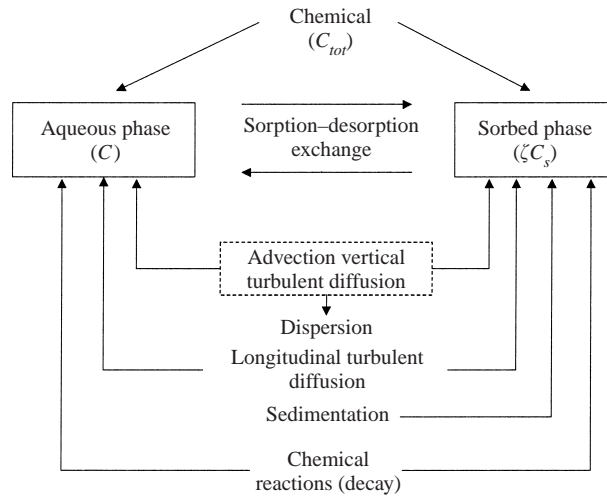 Chemical
(C_tot)
Aqueous phase
(C)
Sorption–desorption
exchange
Sorbed phase
(ζC_s)
Advection vertical
turbulent diffusion
Dispersion
Longitudinal turbulent
diffusion
Sedimentation
Chemical
reactions (decay)